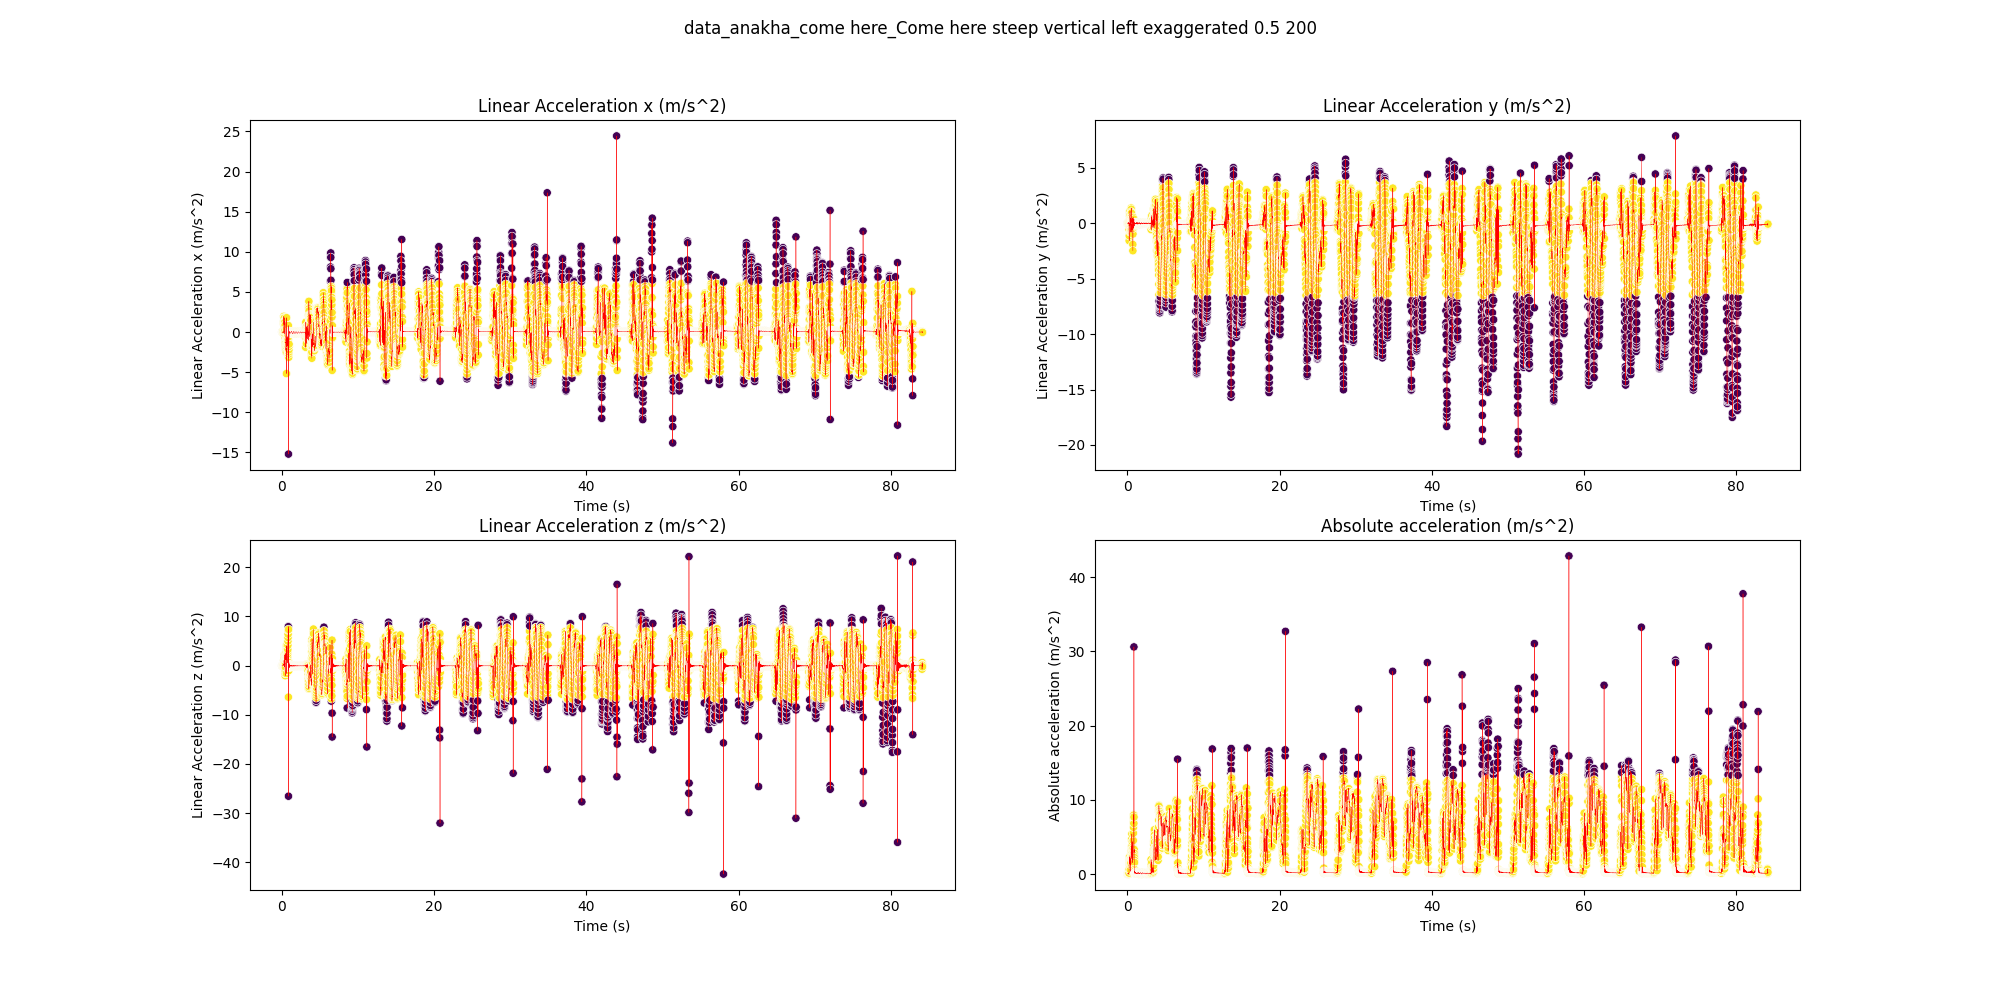 data_anakha_come here_Come here steep vertical left exaggerated 0.5 200
Linear Acceleration x (m/s^2)
Linear Acceleration x (m/s^2)
25
20
15
10
5
0
−5
−10
−15
0 20 40 60 80
Time (s)
Linear Acceleration y (m/s^2)
Linear Acceleration y (m/s^2)
5
0
−5
−10
−15
−20
0 20 40 60 80
Time (s)
Linear Acceleration z (m/s^2)
Linear Acceleration z (m/s^2)
20
10
0
−10
−20
−30
−40
0 20 40 60 80
Time (s)
Absolute acceleration (m/s^2)
Absolute acceleration (m/s^2)
40
30
20
10
0
0 20 40 60 80
Time (s)